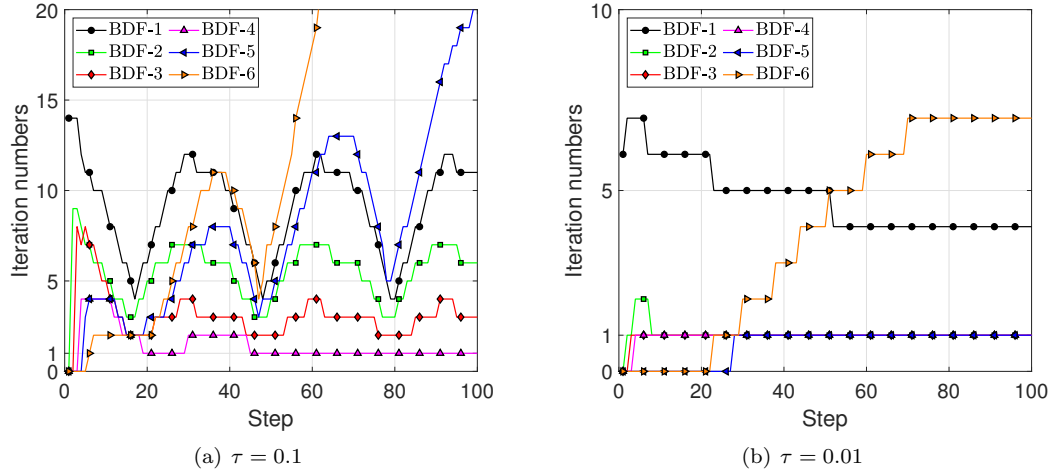 20
15
10
5
1
0
Iteration numbers
BDF-1
BDF-2
BDF-3
BDF-4
BDF-5
BDF-6
0 20 40 60 80 100
Step
(a) τ = 0.1
10
5
1
0
Iteration numbers
BDF-1
BDF-2
BDF-3
BDF-4
BDF-5
BDF-6
0 20 40 60 80 100
Step
(b) τ = 0.01